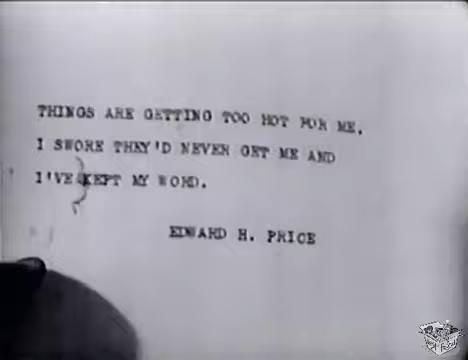 THINGS ARE GETTING TOO HOT FOR ME.
I SWORE THEY'D NEVER GET ME AND
I'VE KEPT MY WORD.
EDWARD H. PRICE